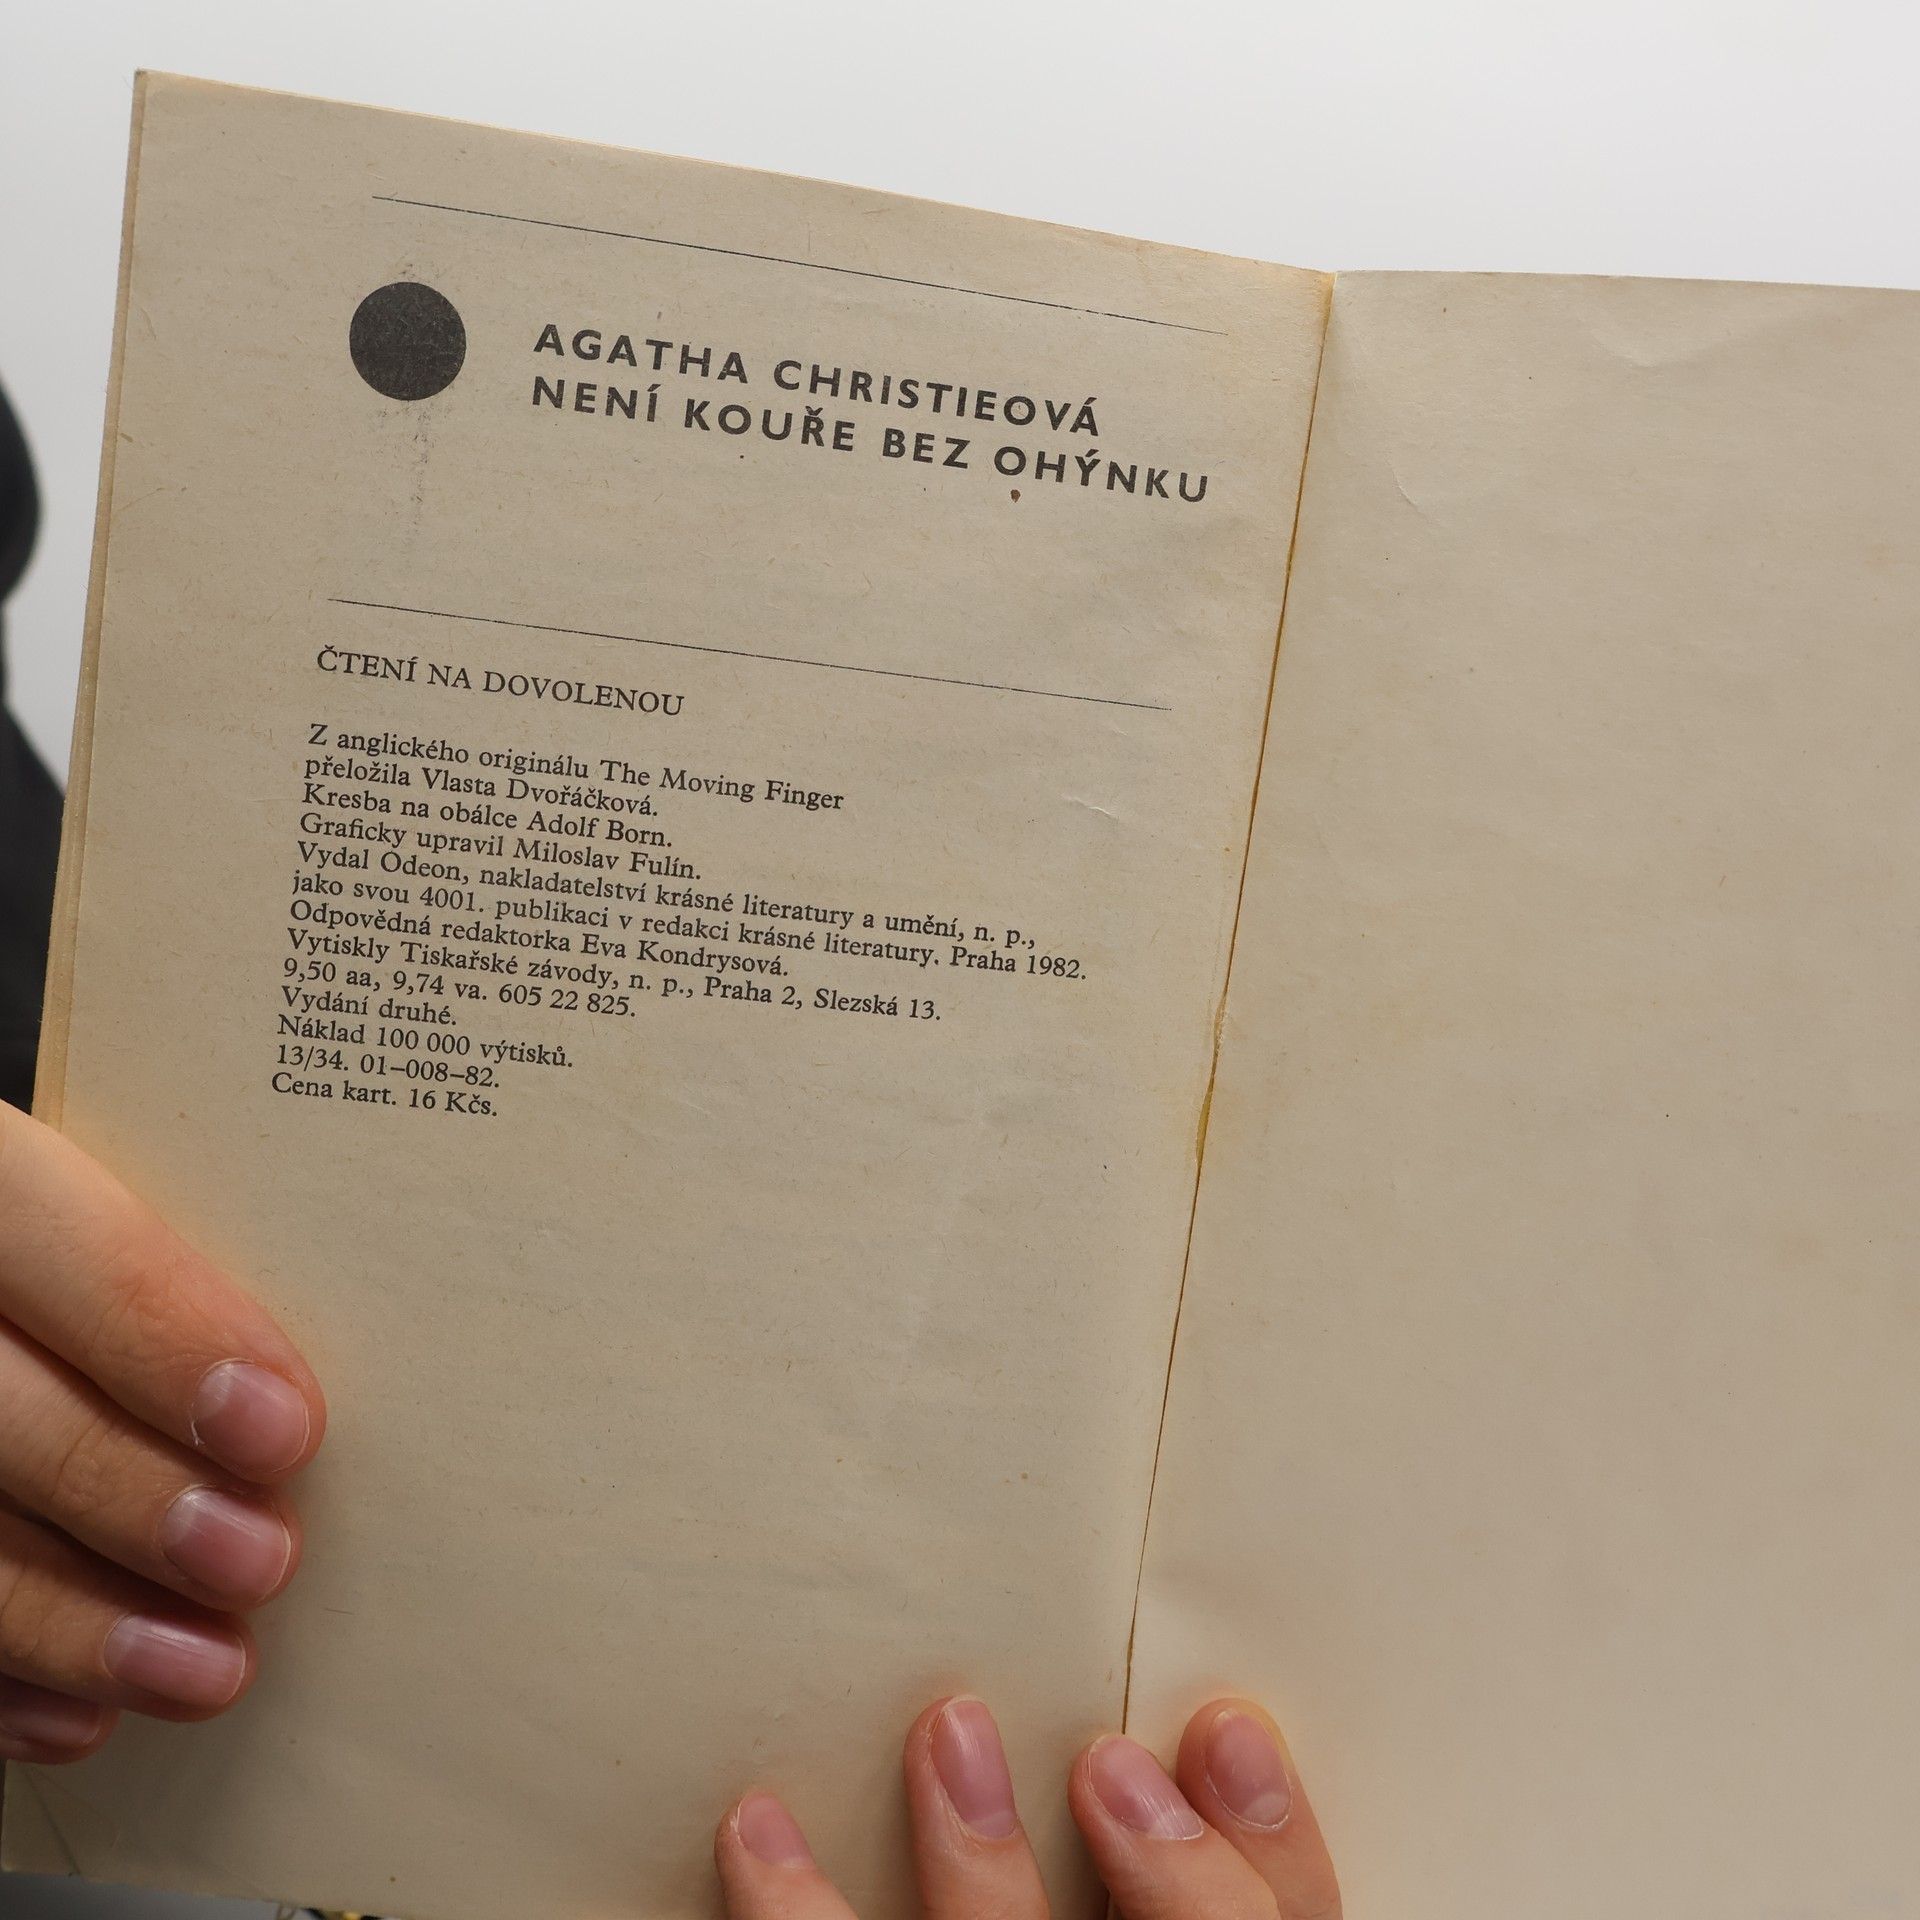 AGATHA CHRISTIEOVÁ
NENÍ KOUŘE BEZ OHÝNKU
ČTENÍ NA DOVOLENOU
Z anglického originálu The Moving Finger
přeložila Vlasta Dvořáčková.
Kresba na obálce Adolf Born.
Graficky upravil Miloslav Fulín.
Vydal Odeon, nakladatelství krásné literatury a umění, n. p.,
jako svou 4001. publikaci v redakci krásné literatury. Praha 1982.
Odpovědná redaktorka Eva Kondrysová.
Vytiskly Tiskařské závody, n. p., Praha 2, Slezská 13.
9,50 aa, 9,74 va. 605 22 825.
Vydání druhé.
Náklad 100 000 výtisků.
13/34. 01–008–82.
Cena kart. 16 Kčs.